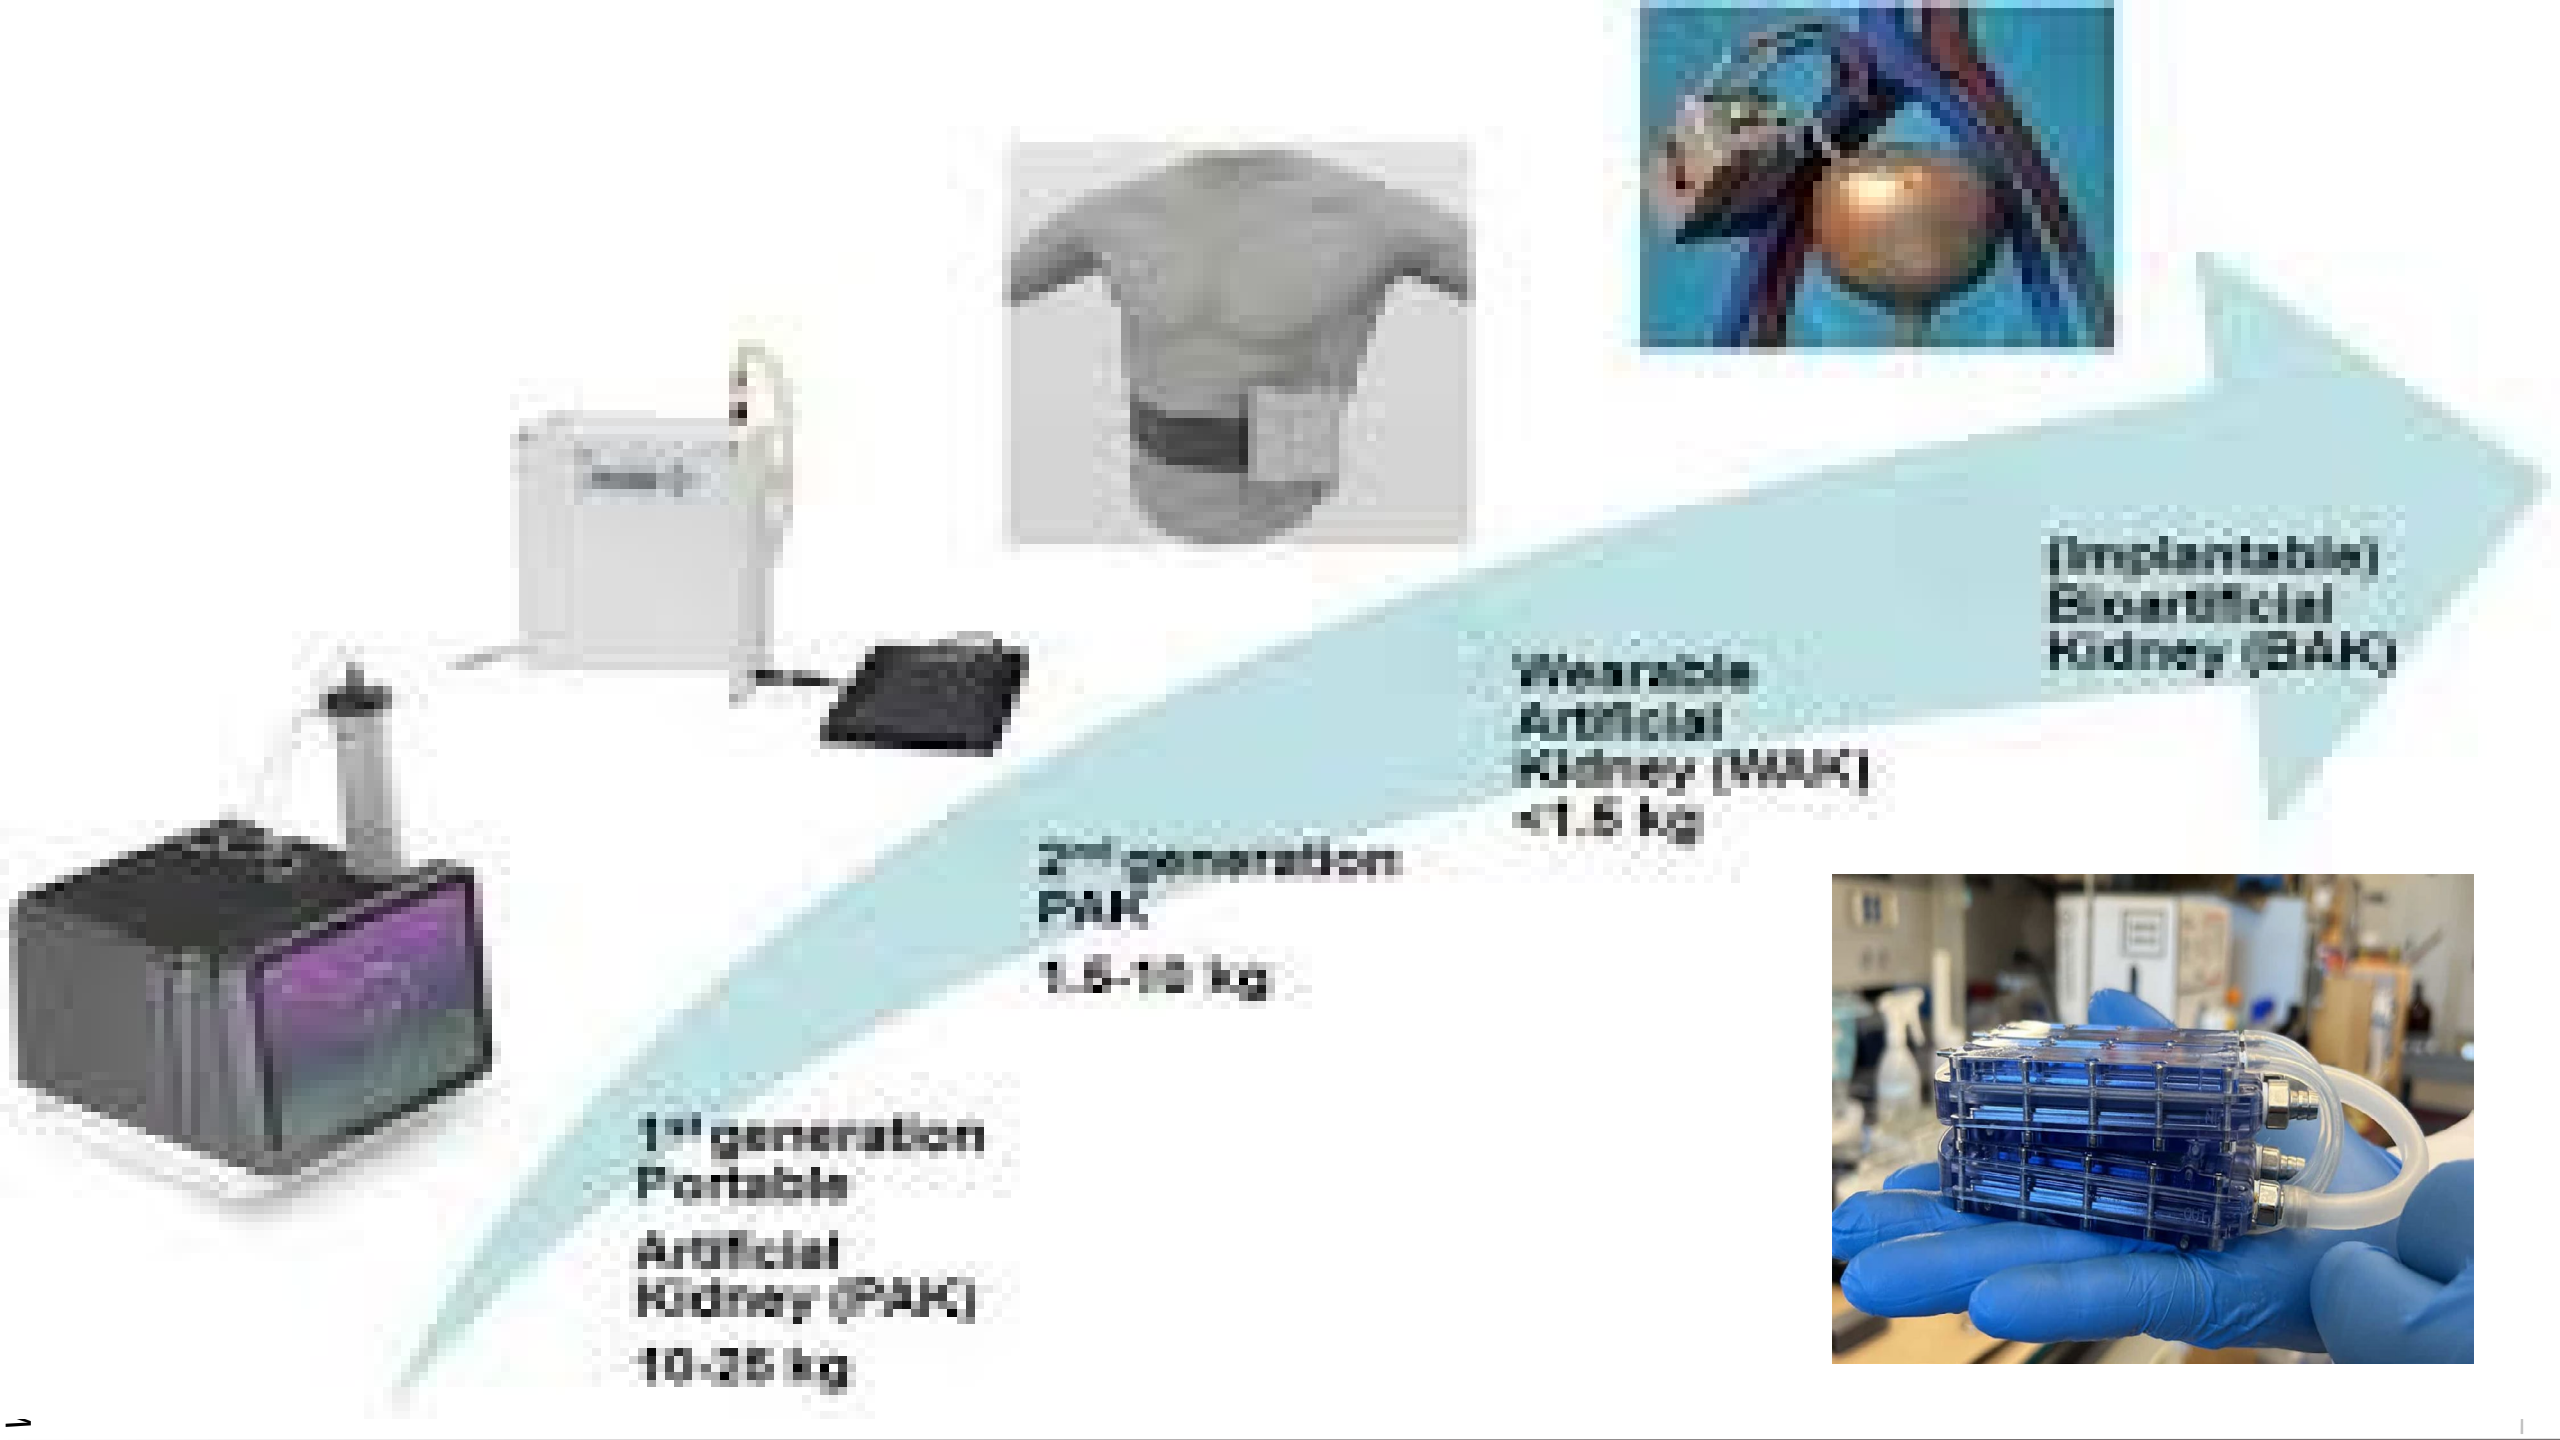 1st generation
Portable
Artificial
Kidney (PAK)
10-25 kg
2nd generation
PAK
1.5-10 kg
Wearable
Artificial
Kidney (WAK)
<1.5 kg
(Implantable)
Bioartificial
Kidney (BAK)
1